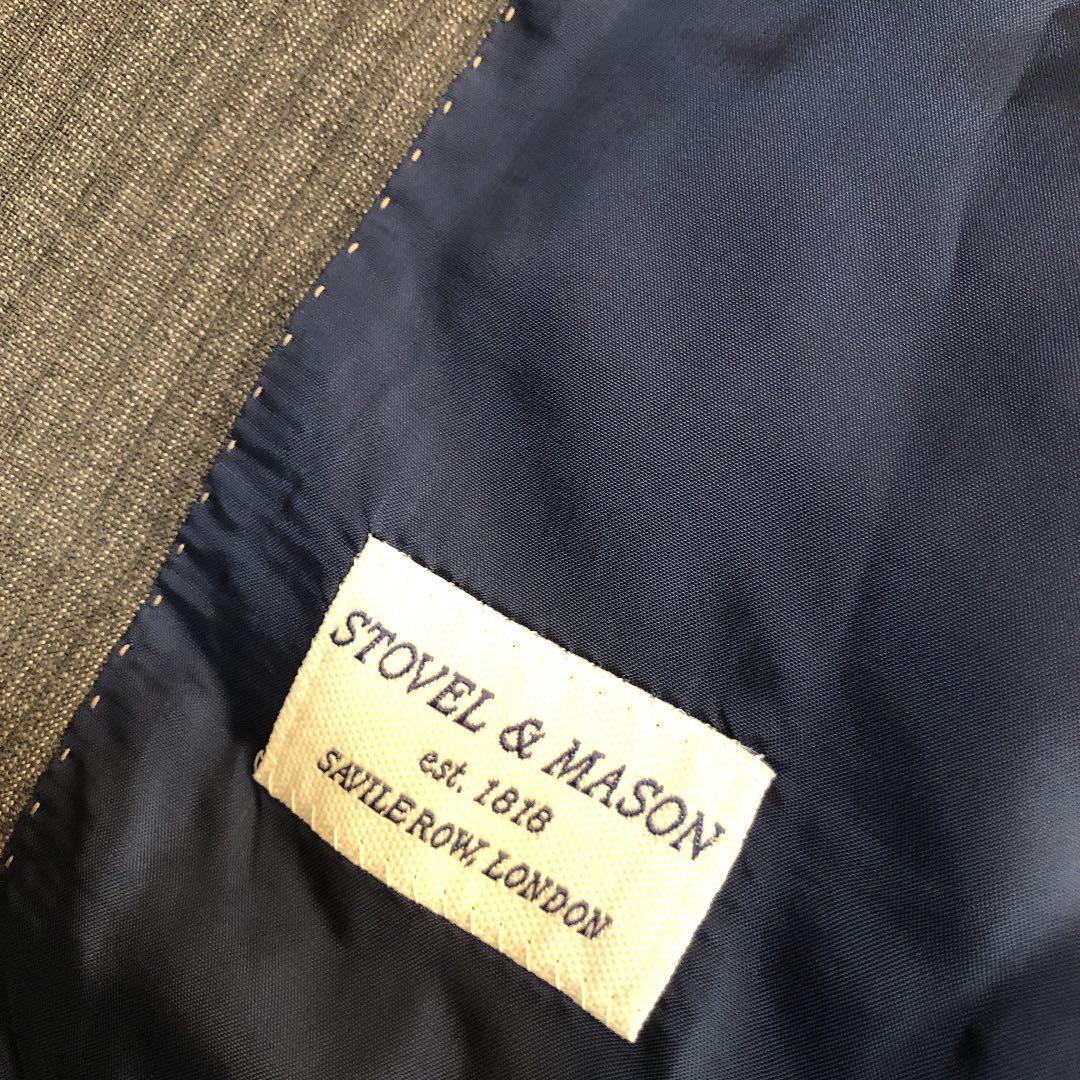 STOVEL & MASON
est. 1818
SAVILE ROW, LONDON